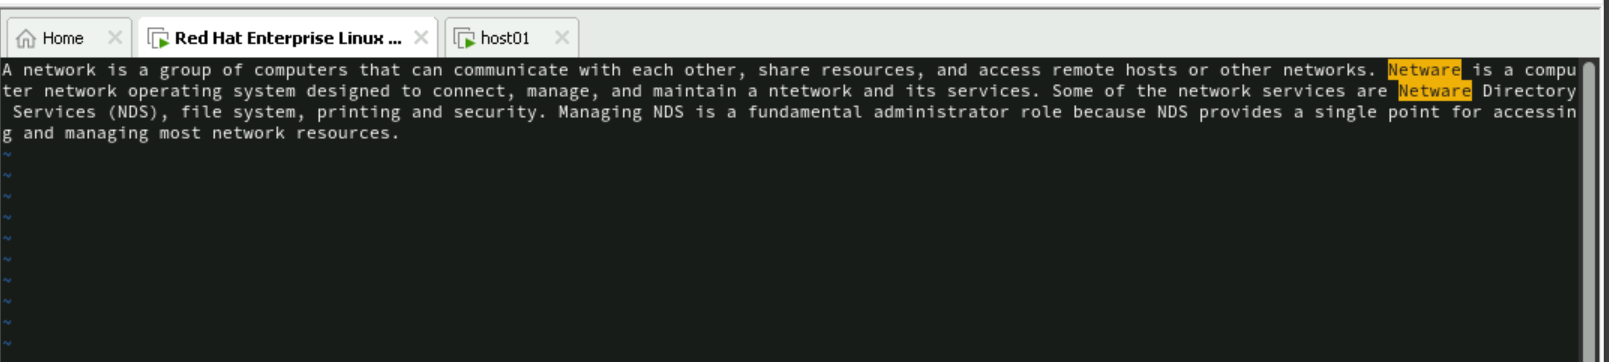 Home
Red Hat Enterprise Linux ...
host01
A network is a group of computers that can communicate with each other, share resources, and access remote hosts or other networks. Netware is a compu
ter network operating system designed to connect, manage, and maintain a ntetwork and its services. Some of the network services are Netware Directory
 Services (NDS), file system, printing and security. Managing NDS is a fundamental administrator role because NDS provides a single point for accessin
g and managing most network resources.
~
~
~
~
~
~
~
~
~
~